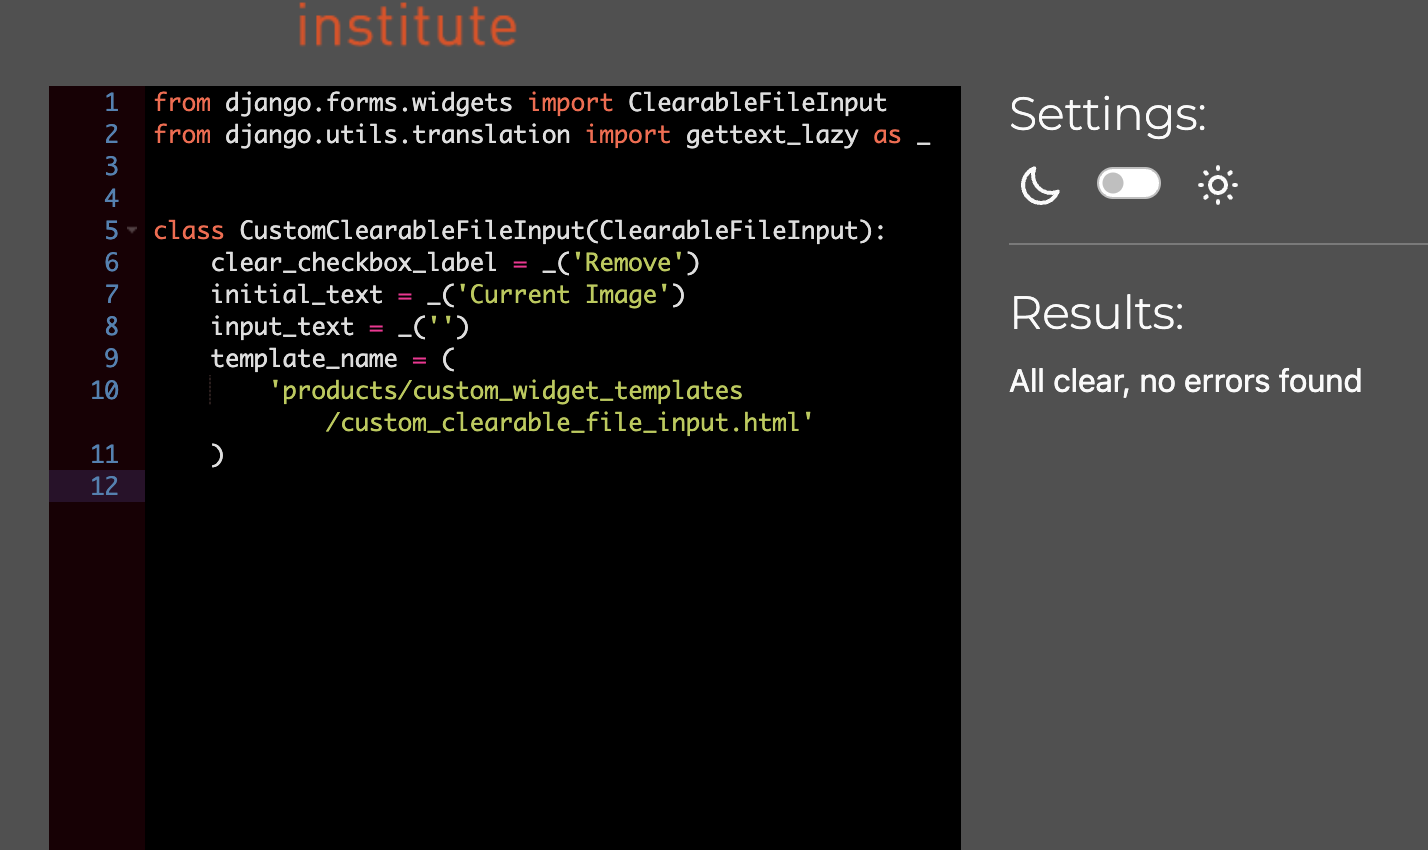 institute
1 from django.forms.widgets import ClearableFileInput
2 from django.utils.translation import gettext_lazy as _
3
4
5 class CustomClearableFileInput(ClearableFileInput):
6     clear_checkbox_label = _('Remove')
7     initial_text = _('Current Image')
8     input_text = _('')
9     template_name = (
10         'products/custom_widget_templates
/custom_clearable_file_input.html'
11     )
12
Settings:
Results:
All clear, no errors found